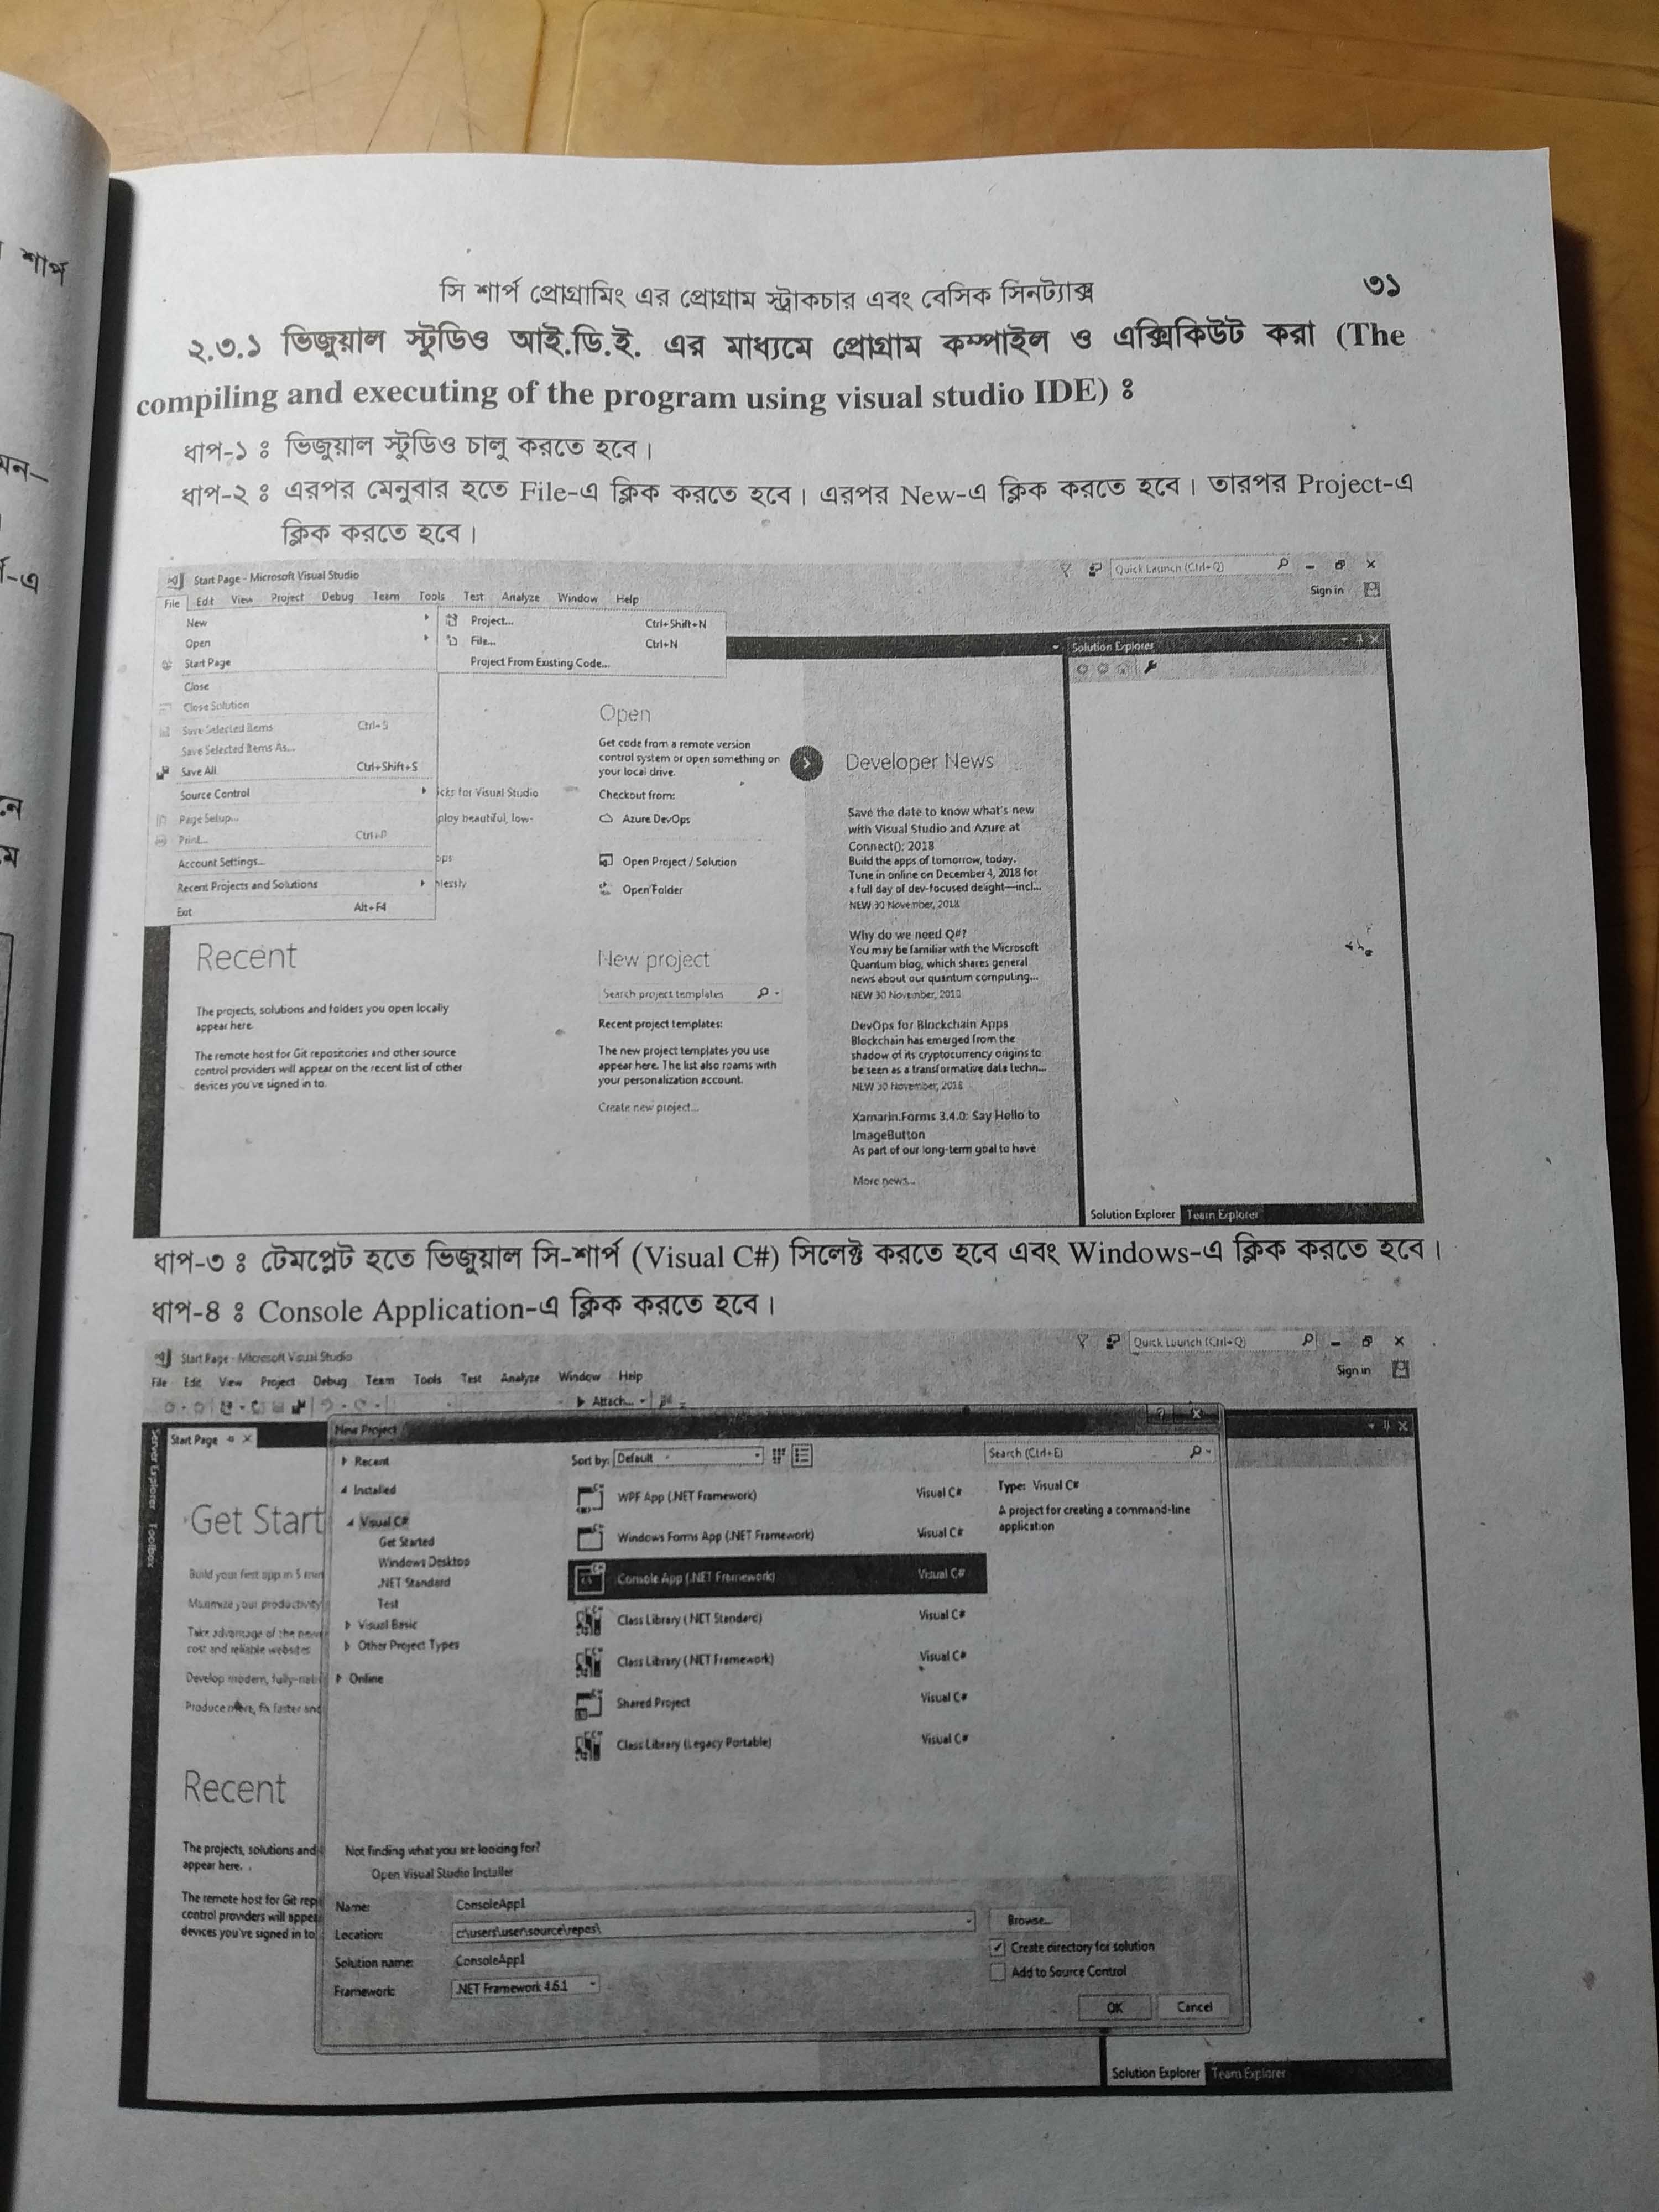 শার্প
মন–
র্প-এ
সি শার্প প্রোগ্রামিং এর প্রোগ্রাম স্ট্রাকচার এবং বেসিক সিনট্যাক্স ৩১
২.৩.১ ভিজুয়াল স্টুডিও আই.ডি.ই. এর মাধ্যমে প্রোগ্রাম কম্পাইল ও এক্সিকিউট করা (The
compiling and executing of the program using visual studio IDE) ঃ
ধাপ-১ ঃ ভিজুয়াল স্টুডিও চালু করতে হবে।
ধাপ-২ ঃ এরপর মেনুবার হতে File-এ ক্লিক করতে হবে। এরপর New-এ ক্লিক করতে হবে। তারপর Project-এ
ক্লিক করতে হবে।
Start Page - Microsoft Visual Studio Quick Launch (Ctrl+Q)
Sign in
File Edit View Project Debug Team Tools Test Analyze Window Help
New
Open
Start Page
Close
Close Solution
Save Selected Items Ctrl+S
Save Selected Items As...
Save All Ctrl+Shift+S
Source Control
Page Setup...
Print... Ctrl+P
Account Settings...
Recent Projects and Solutions
Exit Alt+F4
Project... Ctrl+Shift+N
File... Ctrl+N
Project From Existing Code...
icks for Visual Studio
ploy beautiful, low-
ops
nlessly
Recent
The projects, solutions and folders you open locally
appear here.
The remote host for Git repositories and other source
control providers will appear on the recent list of other
devices you've signed in to.
Open
Get code from a remote version
control system or open something on
your local drive.
Checkout from:
Azure DevOps
Open Project / Solution
Open Folder
New project
Search project templates
Recent project templates:
The new project templates you use
appear here. The list also roams with
your personalization account.
Create new project...
Developer News
Save the date to know what's new
with Visual Studio and Azure at
Connect(); 2018
Build the apps of tomorrow, today.
Tune in online on December 4, 2018 for
a full day of dev-focused delight—incl...
NEW 30 November, 2018
Why do we need Q#?
You may be familiar with the Microsoft
Quantum blog, which shares general
news about our quantum computing...
NEW 30 November, 2018
DevOps for Blockchain Apps
Blockchain has emerged from the
shadow of its cryptocurrency origins to
be seen as a transformative data techn...
NEW 30 November, 2018
Xamarin.Forms 3.4.0: Say Hello to
ImageButton
As part of our long-term goal to have
More news...
Solution Explorer
Solution Explorer Team Explorer
ধাপ-৩ ঃ টেমপ্লেট হতে ভিজুয়াল সি-শার্প (Visual C#) সিলেক্ট করতে হবে এবং Windows-এ ক্লিক করতে হবে।
ধাপ-৪ ঃ Console Application-এ ক্লিক করতে হবে।
Start Page - Microsoft Visual Studio Quick Launch (Ctrl+Q)
Sign in
File Edit View Project Debug Team Tools Test Analyze Window Help
Attach...
Server Explorer Toolbox
Start Page
Get Start
Build your first app in 5 min
Maximize your productivity
Take advantage of the newe
cost and reliable websites
Develop modern, fully-nati
Produce more, fix faster and
Recent
The projects, solutions and
appear here.
The remote host for Git rep
control providers will appea
devices you've signed in to
New Project
Recent
Installed
Visual C#
Get Started
Windows Desktop
.NET Standard
Test
Visual Basic
Other Project Types
Online
Sort by: Default
WPF App (.NET Framework) Visual C#
Windows Forms App (.NET Framework) Visual C#
Console App (.NET Framework) Visual C#
Class Library (.NET Standard) Visual C#
Class Library (.NET Framework) Visual C#
Shared Project Visual C#
Class Library (Legacy Portable) Visual C#
Search (Ctrl+E)
Type: Visual C#
A project for creating a command-line
application
Not finding what you are looking for?
Open Visual Studio Installer
Name: ConsoleApp1
Location: c:\users\user\source\repos\ Browse...
Solution name: ConsoleApp1 Create directory for solution
Add to Source Control
Framework: .NET Framework 4.6.1
OK Cancel
Solution Explorer Team Explorer